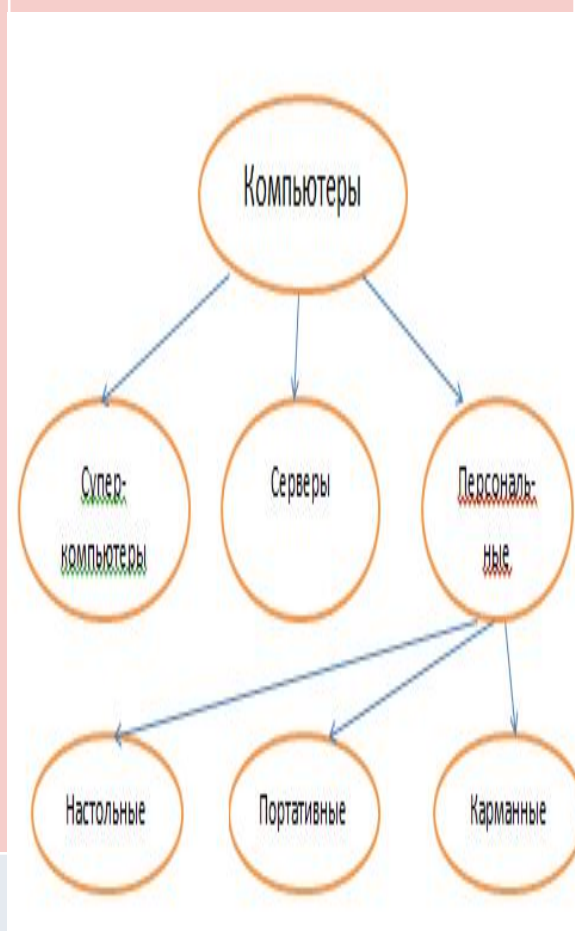 Компьютеры
Супер-
компьютеры
Серверы
Персональ-
ные
Настольные
Портативные
Карманные